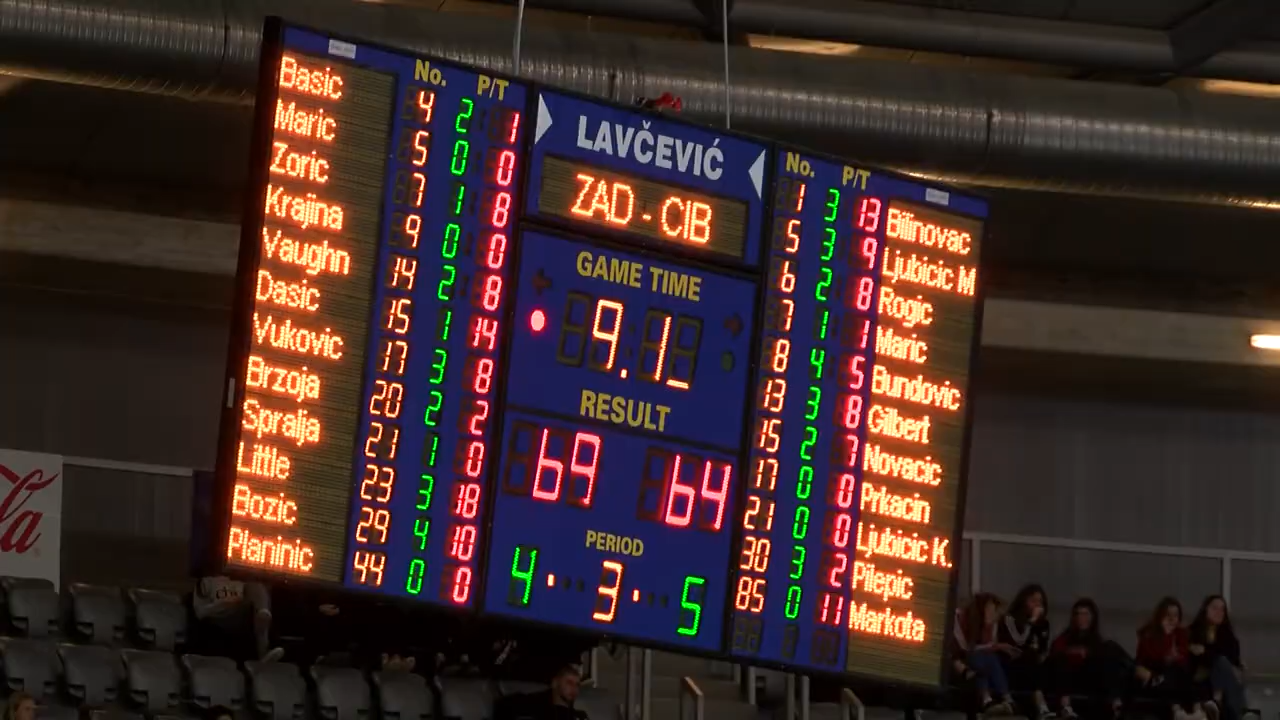 No. P/T
Basic 4 2 1
Maric 5 0 0
Zoric 7 1 8
Krajina 9 0 0
Vaughn 14 2 8
Dasic 15 1 14
Vukovic 17 3 8
Brzoja 20 2 2
Spralja 21 1 0
Little 23 3 18
Bozic 29 4 10
Planinic 44 0 0
LAVČEVIĆ
ZAD - CIB
GAME TIME
9.1
RESULT
69 64
PERIOD
4 3 5
No. P/T
1 3 13 Bilinovac
5 3 9 Ljubicic M
6 2 8 Rogic
7 1 1 Maric
8 4 5 Bundovic
13 3 8 Gilbert
15 2 7 Novacic
17 0 0 Prkacin
21 0 0 Ljubicic K.
30 3 2 Pilepic
85 0 11 Markota